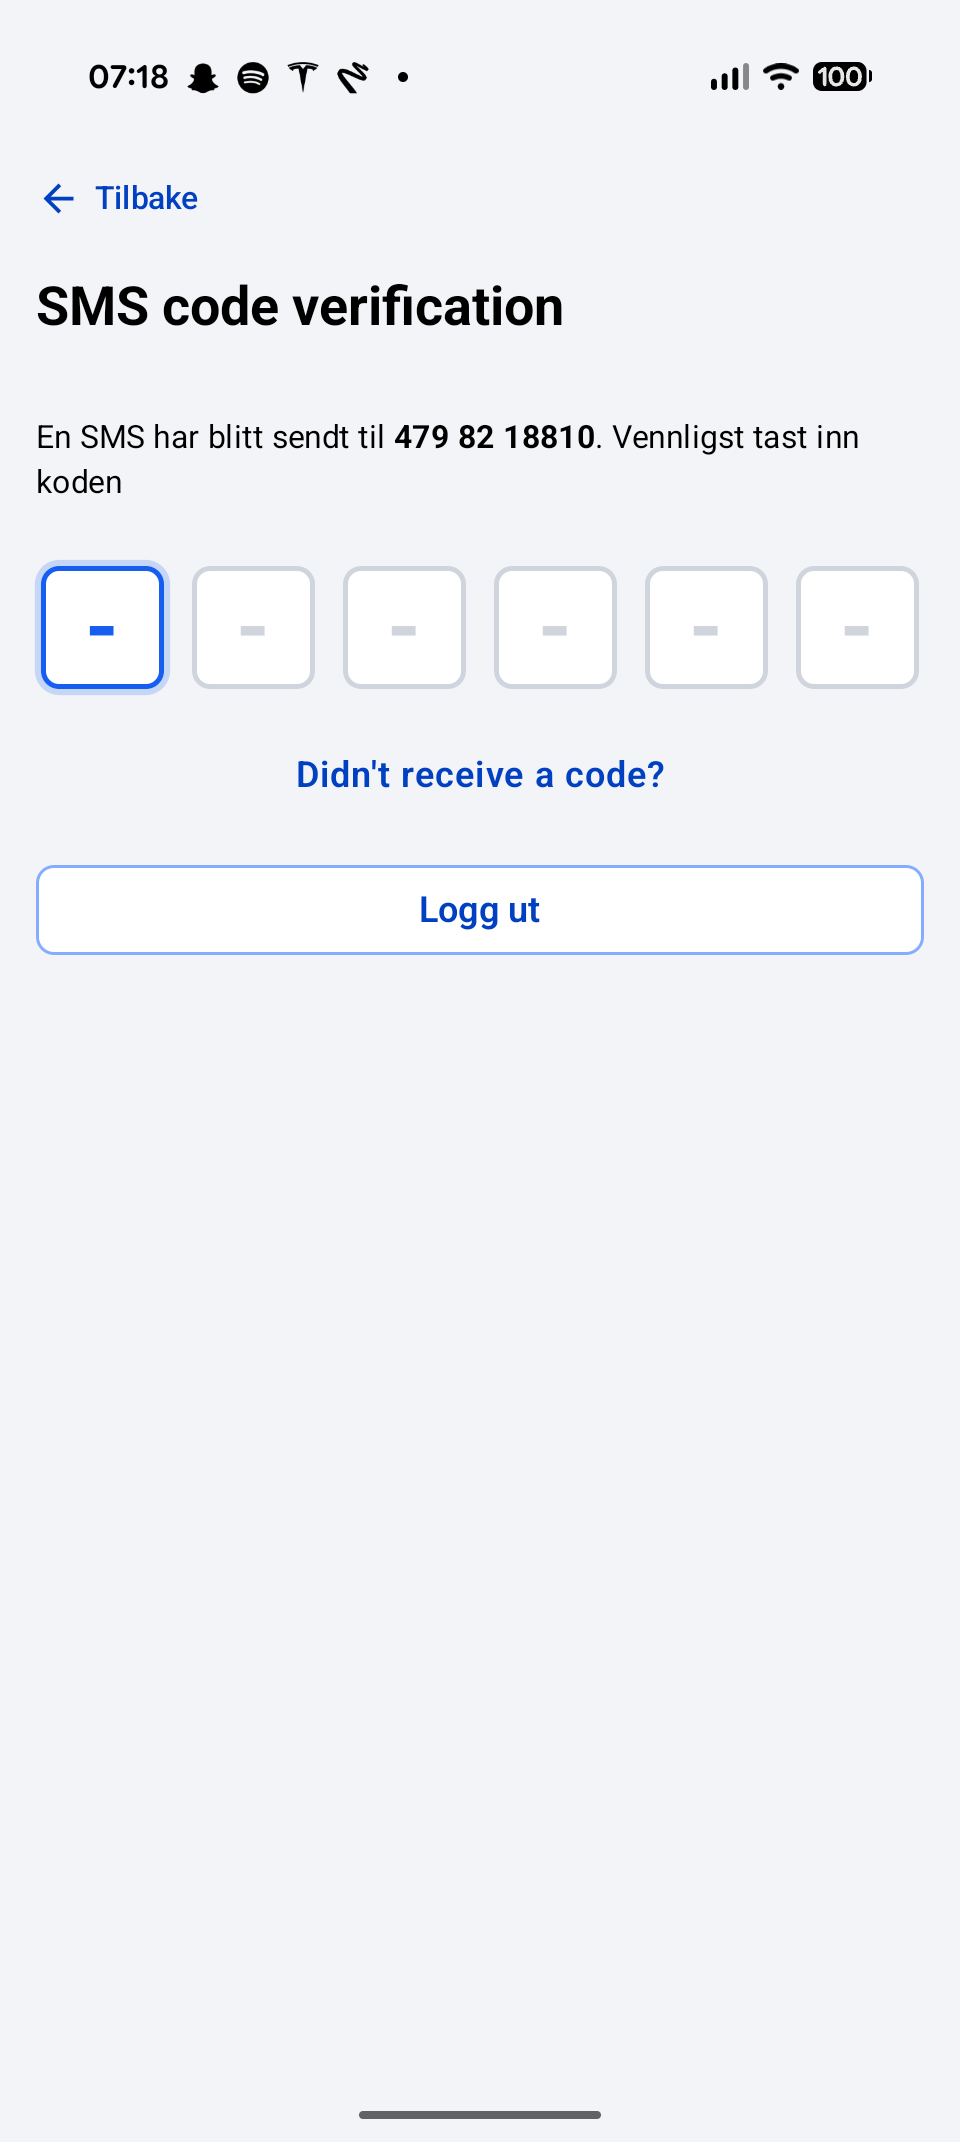 07:18
100
Tilbake
SMS code verification
En SMS har blitt sendt til 479 82 18810. Vennligst tast inn
koden
Didn't receive a code?
Logg ut